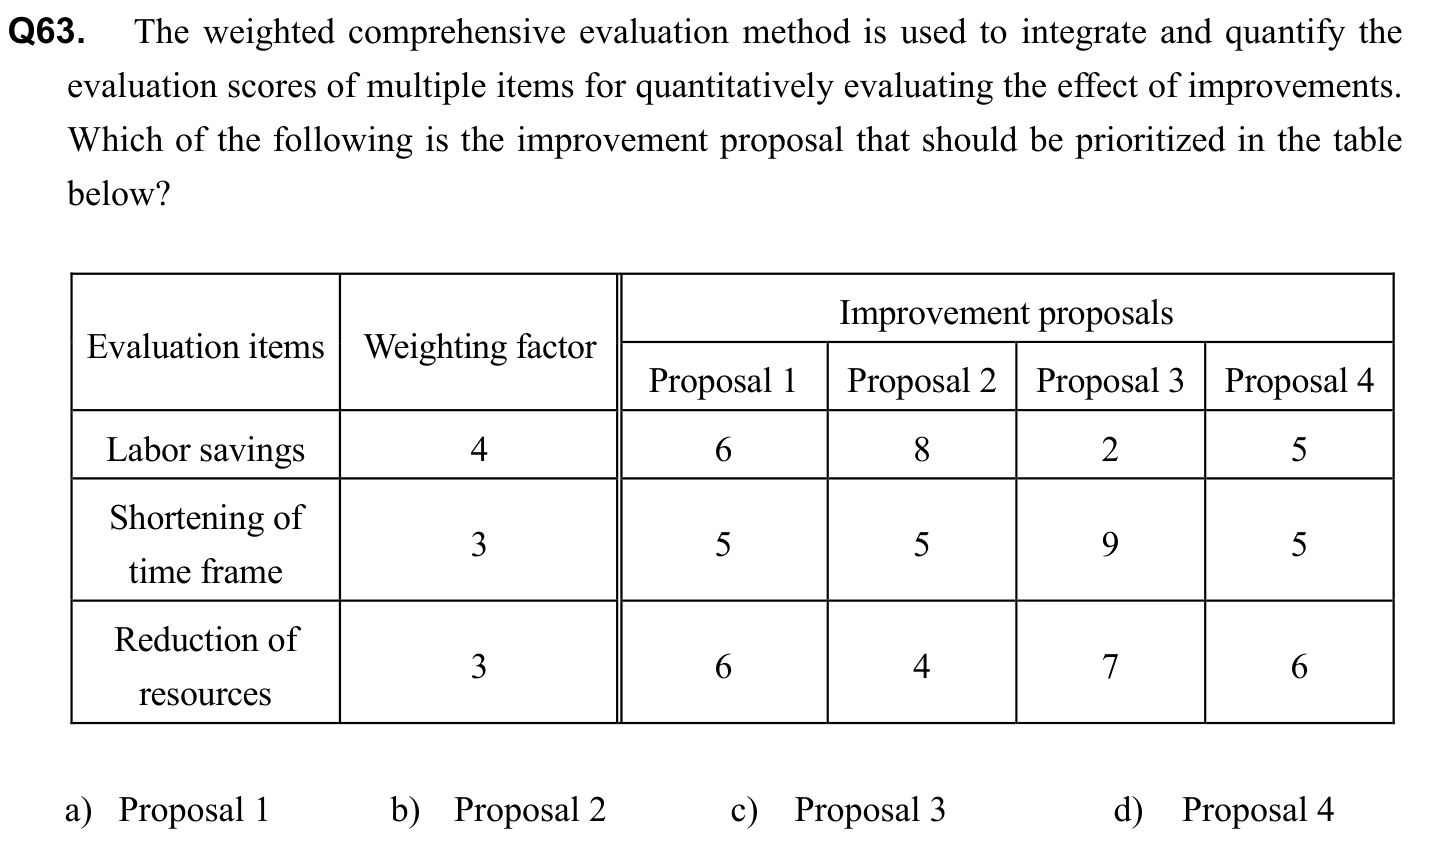 Q63. The weighted comprehensive evaluation method is used to integrate and quantify the
evaluation scores of multiple items for quantitatively evaluating the effect of improvements.
Which of the following is the improvement proposal that should be prioritized in the table
below?
Evaluation items Weighting factor Improvement proposals
Proposal 1 Proposal 2 Proposal 3 Proposal 4
Labor savings 4 6 8 2 5
Shortening of
time frame 3 5 5 9 5
Reduction of
resources 3 6 4 7 6
a) Proposal 1 b) Proposal 2 c) Proposal 3 d) Proposal 4